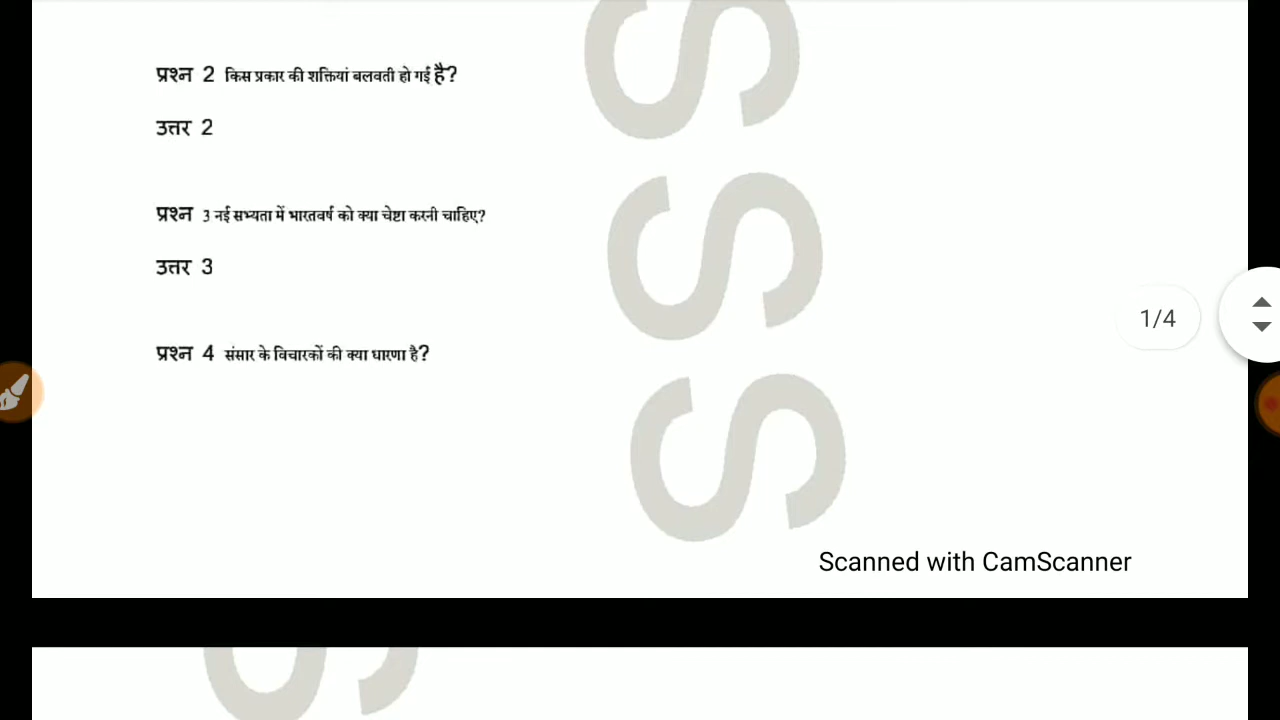 प्रश्न 2 किस प्रकार की शक्तियां बलवती हो गई है?
उत्तर 2
प्रश्न 3 नई सभ्यता में भारतवर्ष को क्या चेष्टा करनी चाहिए?
उत्तर 3
1/4
प्रश्न 4 संसार के विचारकों की क्या धारणा है?
Scanned with CamScanner